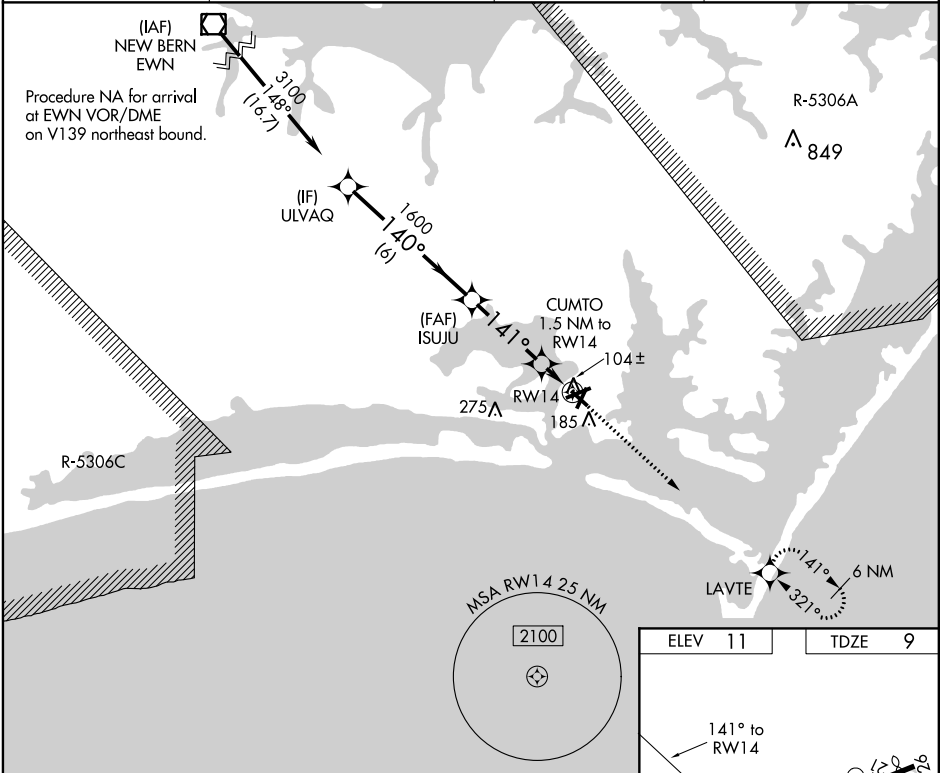 (IAF)
NEW BERN
EWN
Procedure NA for arrival
at EWN VOR/DME
on V139 northeast bound.
3100
148°
(16.7)
R-5306A
849
(IF)
ULVAQ
1600
140°
(6)
(FAF)
ISUJU
141°
CUMTO
1.5 NM to
RW14
104±
RW14
275
185
R-5306C
141°
6 NM
LAVTE
321°
MSA RW14 25 NM
2100
ELEV 11
TDZE 9
141° to
RW14
26